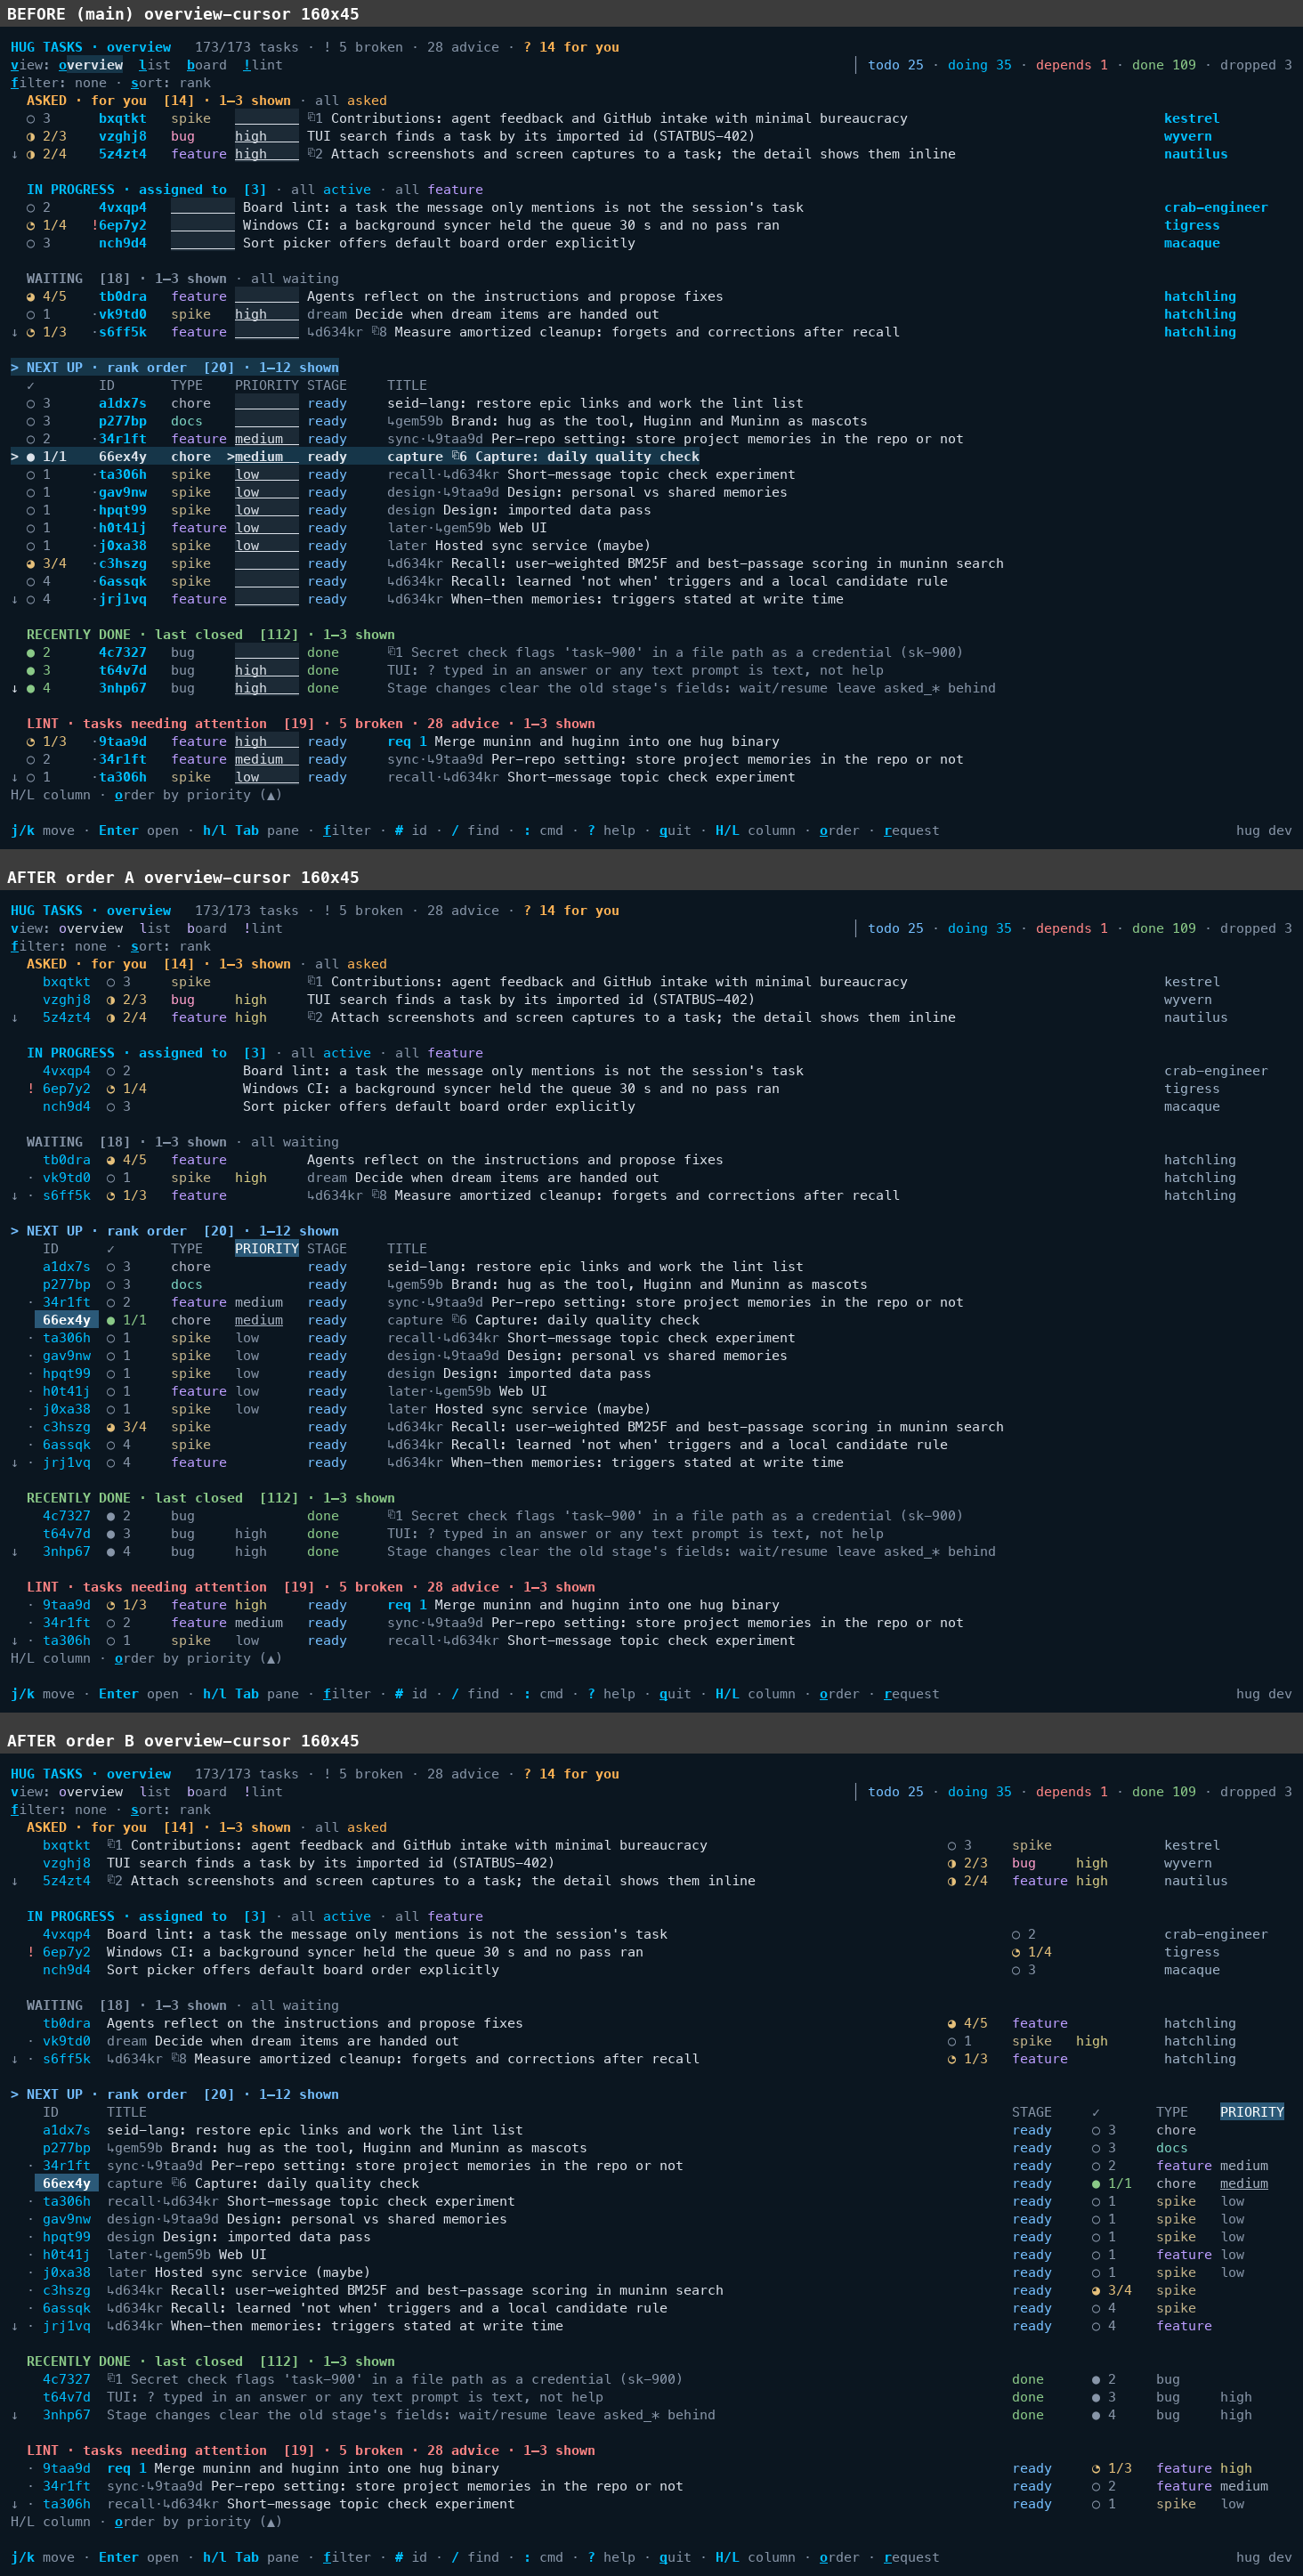 BEFORE (main) overview-cursor 160x45
HUG TASKS · overview   173/173 tasks · ! 5 broken · 28 advice · ? 14 for you
view: overview  list  board  !lint   │ todo 25 · doing 35 · depends 1 · done 109 · dropped 3
filter: none · sort: rank
ASKED · for you  [14] · 1–3 shown · all asked
○ 3  bxqtkt  spike  ⎗1 Contributions: agent feedback and GitHub intake with minimal bureaucracy  kestrel
◑ 2/3  vzghj8  bug  high  TUI search finds a task by its imported id (STATBUS-402)  wyvern
↓ ◑ 2/4  5z4zt4  feature  high  ⎗2 Attach screenshots and screen captures to a task; the detail shows them inline  nautilus
IN PROGRESS · assigned to  [3] · all active · all feature
○ 2  4vxqp4  Board lint: a task the message only mentions is not the session's task  crab-engineer
◔ 1/4  !6ep7y2  Windows CI: a background syncer held the queue 30 s and no pass ran  tigress
○ 3  nch9d4  Sort picker offers default board order explicitly  macaque
WAITING  [18] · 1–3 shown · all waiting
◕ 4/5  tb0dra  feature  Agents reflect on the instructions and propose fixes  hatchling
○ 1  ·vk9td0  spike  high  dream Decide when dream items are handed out  hatchling
↓ ◔ 1/3  ·s6ff5k  feature  ↳d634kr ⎗8 Measure amortized cleanup: forgets and corrections after recall  hatchling
> NEXT UP · rank order  [20] · 1–12 shown
✓  ID  TYPE  PRIORITY  STAGE  TITLE
○ 3  a1dx7s  chore  ready  seid-lang: restore epic links and work the lint list
○ 3  p277bp  docs  ready  ↳gem59b Brand: hug as the tool, Huginn and Muninn as mascots
○ 2  ·34r1ft  feature  medium  ready  sync·↳9taa9d Per-repo setting: store project memories in the repo or not
> ● 1/1  66ex4y  chore  >medium  ready  capture ⎗6 Capture: daily quality check
○ 1  ·ta306h  spike  low  ready  recall·↳d634kr Short-message topic check experiment
○ 1  ·gav9nw  spike  low  ready  design·↳9taa9d Design: personal vs shared memories
○ 1  ·hpqt99  spike  low  ready  design Design: imported data pass
○ 1  ·h0t41j  feature  low  ready  later·↳gem59b Web UI
○ 1  ·j0xa38  spike  low  ready  later Hosted sync service (maybe)
◕ 3/4  ·c3hszg  spike  ready  ↳d634kr Recall: user-weighted BM25F and best-passage scoring in muninn search
○ 4  ·6assqk  spike  ready  ↳d634kr Recall: learned 'not when' triggers and a local candidate rule
↓ ○ 4  ·jrj1vq  feature  ready  ↳d634kr When-then memories: triggers stated at write time
RECENTLY DONE · last closed  [112] · 1–3 shown
● 2  4c7327  bug  done  ⎗1 Secret check flags 'task-900' in a file path as a credential (sk-900)
● 3  t64v7d  bug  high  done  TUI: ? typed in an answer or any text prompt is text, not help
↓ ● 4  3nhp67  bug  high  done  Stage changes clear the old stage's fields: wait/resume leave asked_* behind
LINT · tasks needing attention  [19] · 5 broken · 28 advice · 1–3 shown
◔ 1/3  ·9taa9d  feature  high  ready  req 1 Merge muninn and huginn into one hug binary
○ 2  ·34r1ft  feature  medium  ready  sync·↳9taa9d Per-repo setting: store project memories in the repo or not
↓ ○ 1  ·ta306h  spike  low  ready  recall·↳d634kr Short-message topic check experiment
H/L column · order by priority (▲)
j/k move · Enter open · h/l Tab pane · filter · # id · / find · : cmd · ? help · quit · H/L column · order · request  hug dev
AFTER order A overview-cursor 160x45
HUG TASKS · overview   173/173 tasks · ! 5 broken · 28 advice · ? 14 for you
view: overview  list  board  !lint   │ todo 25 · doing 35 · depends 1 · done 109 · dropped 3
filter: none · sort: rank
ASKED · for you  [14] · 1–3 shown · all asked
bxqtkt  ○ 3  spike  ⎗1 Contributions: agent feedback and GitHub intake with minimal bureaucracy  kestrel
vzghj8  ◑ 2/3  bug  high  TUI search finds a task by its imported id (STATBUS-402)  wyvern
↓  5z4zt4  ◑ 2/4  feature  high  ⎗2 Attach screenshots and screen captures to a task; the detail shows them inline  nautilus
IN PROGRESS · assigned to  [3] · all active · all feature
4vxqp4  ○ 2  Board lint: a task the message only mentions is not the session's task  crab-engineer
! 6ep7y2  ◔ 1/4  Windows CI: a background syncer held the queue 30 s and no pass ran  tigress
nch9d4  ○ 3  Sort picker offers default board order explicitly  macaque
WAITING  [18] · 1–3 shown · all waiting
tb0dra  ◕ 4/5  feature  Agents reflect on the instructions and propose fixes  hatchling
· vk9td0  ○ 1  spike  high  dream Decide when dream items are handed out  hatchling
↓ · s6ff5k  ◔ 1/3  feature  ↳d634kr ⎗8 Measure amortized cleanup: forgets and corrections after recall  hatchling
> NEXT UP · rank order  [20] · 1–12 shown
ID  ✓  TYPE  PRIORITY  STAGE  TITLE
a1dx7s  ○ 3  chore  ready  seid-lang: restore epic links and work the lint list
p277bp  ○ 3  docs  ready  ↳gem59b Brand: hug as the tool, Huginn and Muninn as mascots
· 34r1ft  ○ 2  feature  medium  ready  sync·↳9taa9d Per-repo setting: store project memories in the repo or not
66ex4y  ● 1/1  chore  medium  ready  capture ⎗6 Capture: daily quality check
· ta306h  ○ 1  spike  low  ready  recall·↳d634kr Short-message topic check experiment
· gav9nw  ○ 1  spike  low  ready  design·↳9taa9d Design: personal vs shared memories
· hpqt99  ○ 1  spike  low  ready  design Design: imported data pass
· h0t41j  ○ 1  feature  low  ready  later·↳gem59b Web UI
· j0xa38  ○ 1  spike  low  ready  later Hosted sync service (maybe)
· c3hszg  ◕ 3/4  spike  ready  ↳d634kr Recall: user-weighted BM25F and best-passage scoring in muninn search
· 6assqk  ○ 4  spike  ready  ↳d634kr Recall: learned 'not when' triggers and a local candidate rule
↓ · jrj1vq  ○ 4  feature  ready  ↳d634kr When-then memories: triggers stated at write time
RECENTLY DONE · last closed  [112] · 1–3 shown
4c7327  ● 2  bug  done  ⎗1 Secret check flags 'task-900' in a file path as a credential (sk-900)
t64v7d  ● 3  bug  high  done  TUI: ? typed in an answer or any text prompt is text, not help
↓  3nhp67  ● 4  bug  high  done  Stage changes clear the old stage's fields: wait/resume leave asked_* behind
LINT · tasks needing attention  [19] · 5 broken · 28 advice · 1–3 shown
· 9taa9d  ◔ 1/3  feature  high  ready  req 1 Merge muninn and huginn into one hug binary
· 34r1ft  ○ 2  feature  medium  ready  sync·↳9taa9d Per-repo setting: store project memories in the repo or not
↓ · ta306h  ○ 1  spike  low  ready  recall·↳d634kr Short-message topic check experiment
H/L column · order by priority (▲)
j/k move · Enter open · h/l Tab pane · filter · # id · / find · : cmd · ? help · quit · H/L column · order · request  hug dev
AFTER order B overview-cursor 160x45
HUG TASKS · overview   173/173 tasks · ! 5 broken · 28 advice · ? 14 for you
view: overview  list  board  !lint   │ todo 25 · doing 35 · depends 1 · done 109 · dropped 3
filter: none · sort: rank
ASKED · for you  [14] · 1–3 shown · all asked
bxqtkt  ⎗1 Contributions: agent feedback and GitHub intake with minimal bureaucracy  ○ 3  spike  kestrel
vzghj8  TUI search finds a task by its imported id (STATBUS-402)  ◑ 2/3  bug  high  wyvern
↓  5z4zt4  ⎗2 Attach screenshots and screen captures to a task; the detail shows them inline  ◑ 2/4  feature  high  nautilus
IN PROGRESS · assigned to  [3] · all active · all feature
4vxqp4  Board lint: a task the message only mentions is not the session's task  ○ 2  crab-engineer
! 6ep7y2  Windows CI: a background syncer held the queue 30 s and no pass ran  ◔ 1/4  tigress
nch9d4  Sort picker offers default board order explicitly  ○ 3  macaque
WAITING  [18] · 1–3 shown · all waiting
tb0dra  Agents reflect on the instructions and propose fixes  ◕ 4/5  feature  hatchling
· vk9td0  dream Decide when dream items are handed out  ○ 1  spike  high  hatchling
↓ · s6ff5k  ↳d634kr ⎗8 Measure amortized cleanup: forgets and corrections after recall  ◔ 1/3  feature  hatchling
> NEXT UP · rank order  [20] · 1–12 shown
ID  TITLE  STAGE  ✓  TYPE  PRIORITY
a1dx7s  seid-lang: restore epic links and work the lint list  ready  ○ 3  chore
p277bp  ↳gem59b Brand: hug as the tool, Huginn and Muninn as mascots  ready  ○ 3  docs
· 34r1ft  sync·↳9taa9d Per-repo setting: store project memories in the repo or not  ready  ○ 2  feature  medium
66ex4y  capture ⎗6 Capture: daily quality check  ready  ● 1/1  chore  medium
· ta306h  recall·↳d634kr Short-message topic check experiment  ready  ○ 1  spike  low
· gav9nw  design·↳9taa9d Design: personal vs shared memories  ready  ○ 1  spike  low
· hpqt99  design Design: imported data pass  ready  ○ 1  spike  low
· h0t41j  later·↳gem59b Web UI  ready  ○ 1  feature  low
· j0xa38  later Hosted sync service (maybe)  ready  ○ 1  spike  low
· c3hszg  ↳d634kr Recall: user-weighted BM25F and best-passage scoring in muninn search  ready  ◕ 3/4  spike
· 6assqk  ↳d634kr Recall: learned 'not when' triggers and a local candidate rule  ready  ○ 4  spike
↓ · jrj1vq  ↳d634kr When-then memories: triggers stated at write time  ready  ○ 4  feature
RECENTLY DONE · last closed  [112] · 1–3 shown
4c7327  ⎗1 Secret check flags 'task-900' in a file path as a credential (sk-900)  done  ● 2  bug
t64v7d  TUI: ? typed in an answer or any text prompt is text, not help  done  ● 3  bug  high
↓  3nhp67  Stage changes clear the old stage's fields: wait/resume leave asked_* behind  done  ● 4  bug  high
LINT · tasks needing attention  [19] · 5 broken · 28 advice · 1–3 shown
· 9taa9d  req 1 Merge muninn and huginn into one hug binary  ready  ◔ 1/3  feature  high
· 34r1ft  sync·↳9taa9d Per-repo setting: store project memories in the repo or not  ready  ○ 2  feature  medium
↓ · ta306h  recall·↳d634kr Short-message topic check experiment  ready  ○ 1  spike  low
H/L column · order by priority (▲)
j/k move · Enter open · h/l Tab pane · filter · # id · / find · : cmd · ? help · quit · H/L column · order · request  hug dev